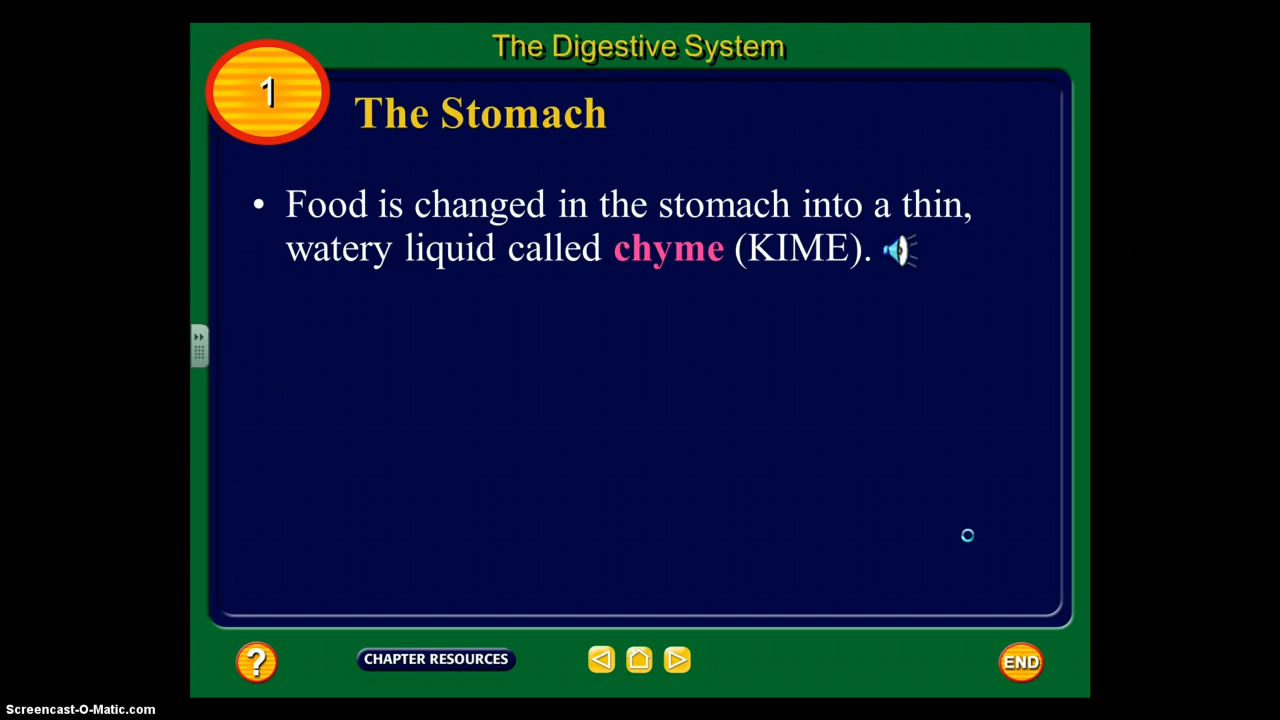 The Digestive System
1
The Stomach
• Food is changed in the stomach into a thin,
watery liquid called chyme (KIME).
?
CHAPTER RESOURCES
END
Screencast-O-Matic.com